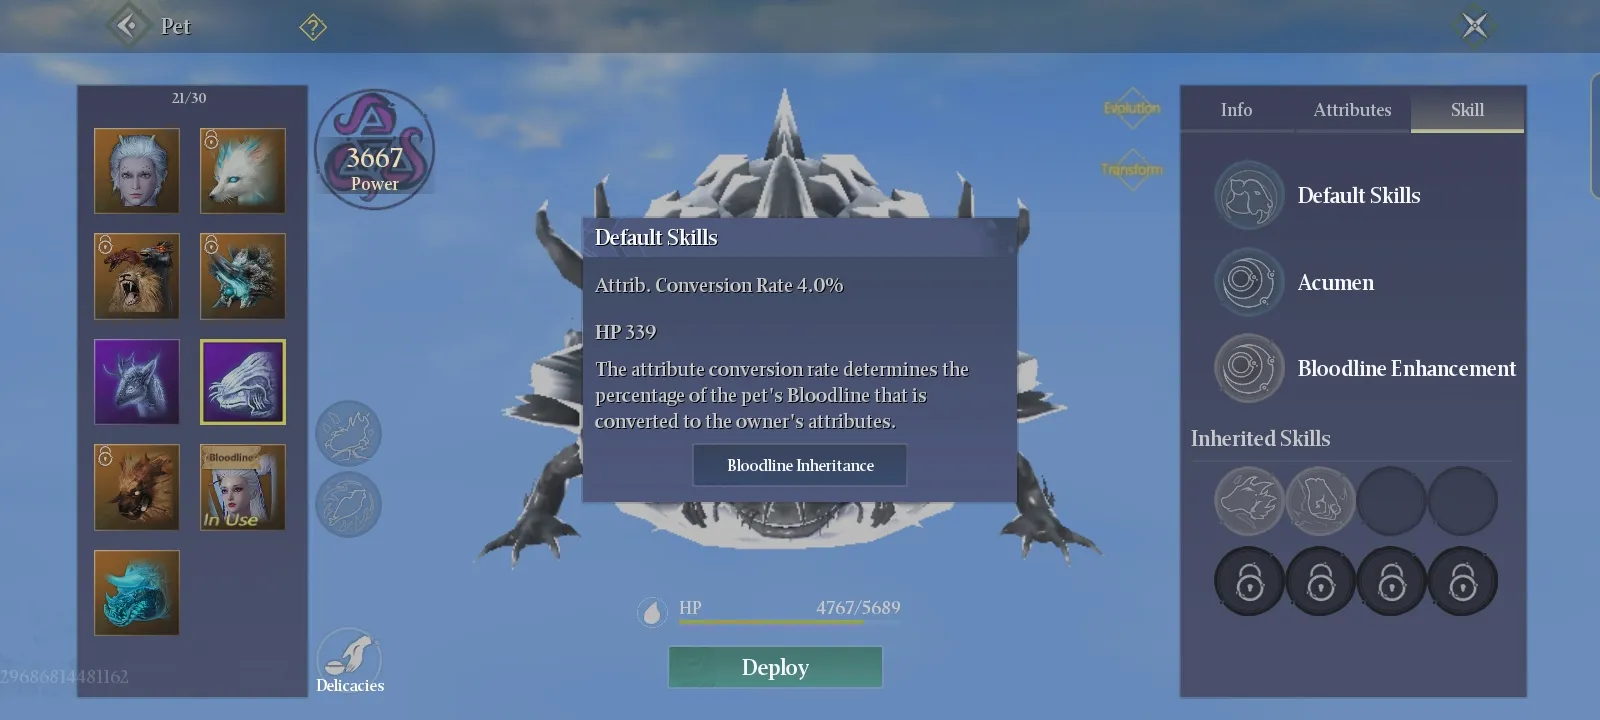 Pet
?
21/30
3667
Power
Evolution
Transform
Info
Attributes
Skill
Default Skills
Acumen
Bloodline Enhancement
Inherited Skills
Default Skills
Attrib. Conversion Rate 4.0%
HP 339
The attribute conversion rate determines the
percentage of the pet's Bloodline that is
converted to the owner's attributes.
Bloodline Inheritance
Bloodline
In Use
HP 4767/5689
Deploy
Delicacies
29686814481162